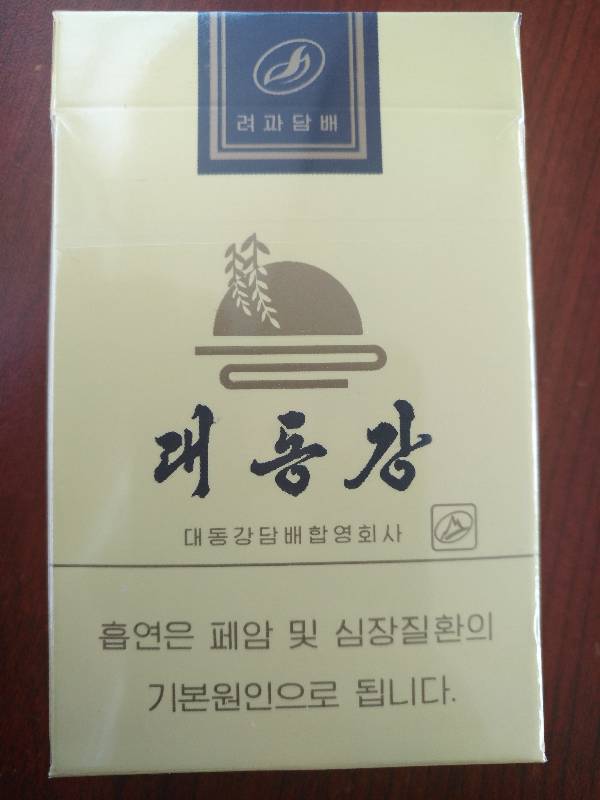 려과담배
대동강
대동강담배합영회사
흡연은 페암 및 심장질환의
기본원인으로 됩니다.